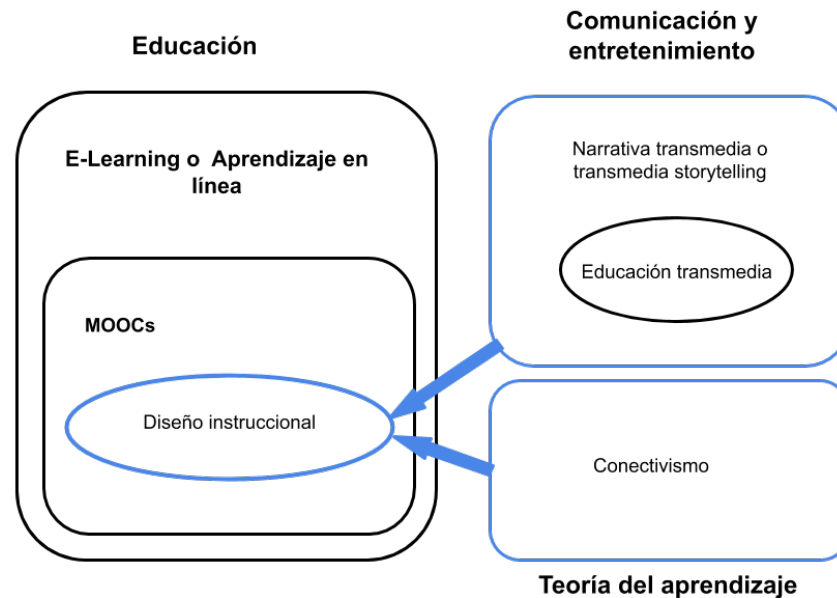 Educación
E-Learning o Aprendizaje en
línea
MOOCs
Diseño instruccional
Comunicación y
entretenimiento
Narrativa transmedia o
transmedia storytelling
Educación transmedia
Conectivismo
Teoría del aprendizaje